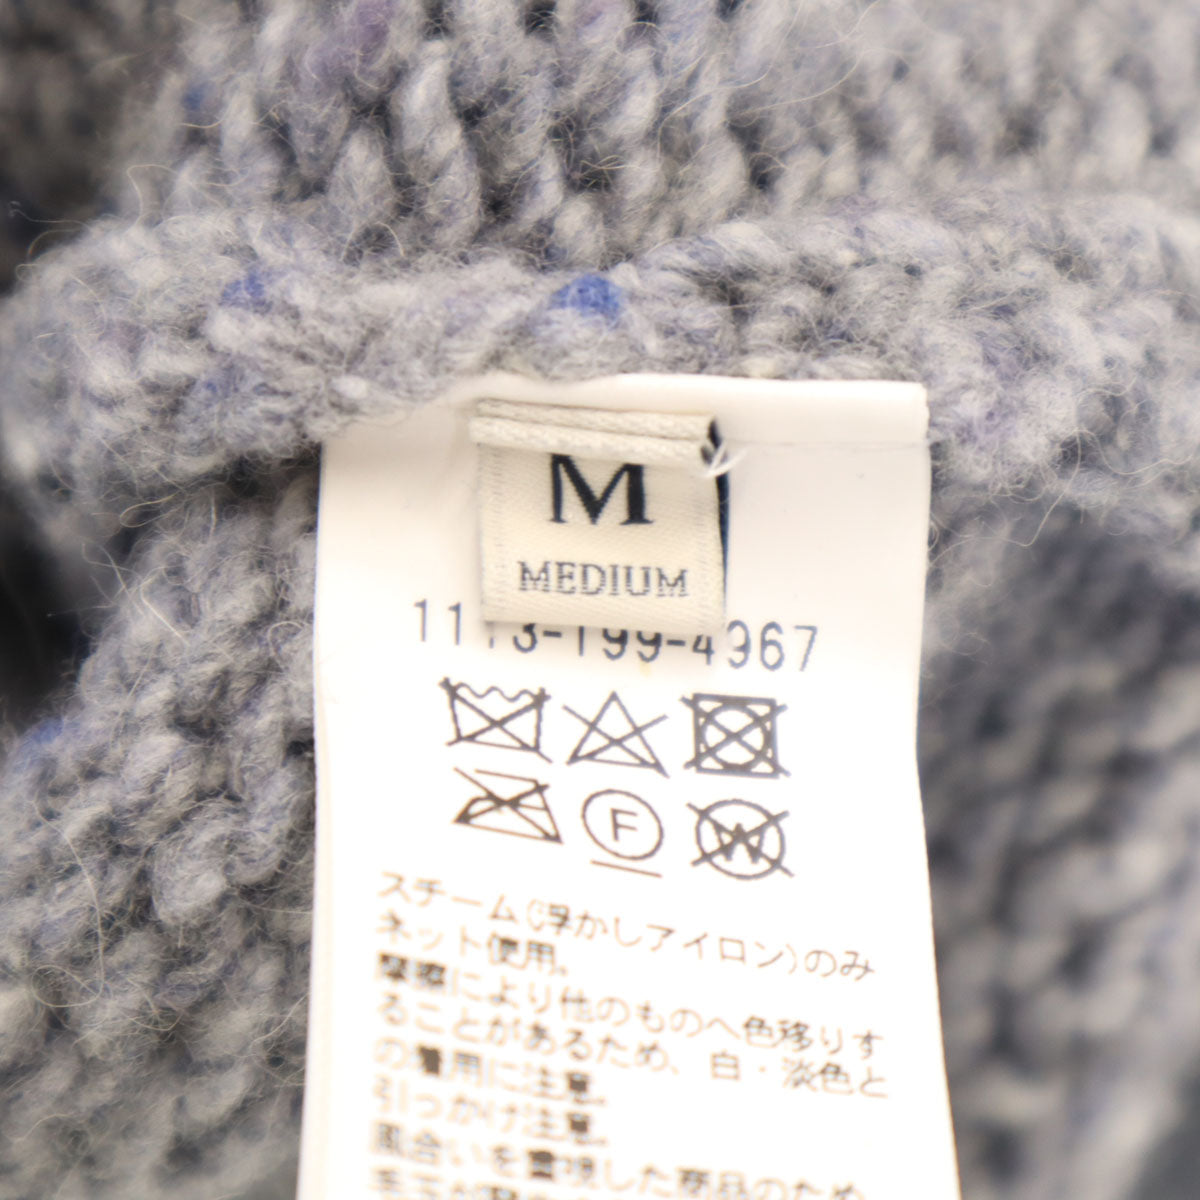 M
MEDIUM
1113-199-4967
F
W
スチーム(浮かしアイロン)のみ
ネット使用。
摩擦により他のものへ色移りす
ることがあるため、白・淡色と
の着用に注意。
引っかけ注意。
風合いを重視した商品のため
毛玉が